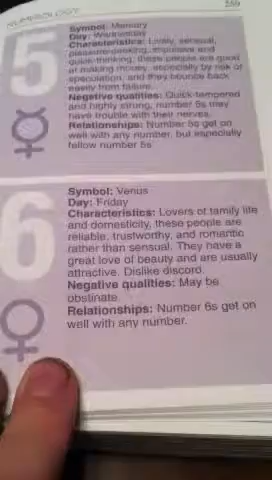 NUMEROLOGY
259
5
Symbol: Mercury
Day: Wednesday
Characteristics: Lively, sensual,
pleasure-seeking, impulsive and
quick-thinking, these people are good
at making money, especially by risk or
speculation, and they bounce back
easily from failure.
Negative qualities: Quick-tempered
and highly strung, number 5s may
have trouble with their nerves.
Relationships: Number 5s get on
well with any number, but especially
fellow number 5s
6
Symbol: Venus
Day: Friday
Characteristics: Lovers of family life
and domesticity, these people are
reliable, trustworthy, and romantic
rather than sensual. They have a
great love of beauty and are usually
attractive. Dislike discord.
Negative qualities: May be
obstinate.
Relationships: Number 6s get on
well with any number.